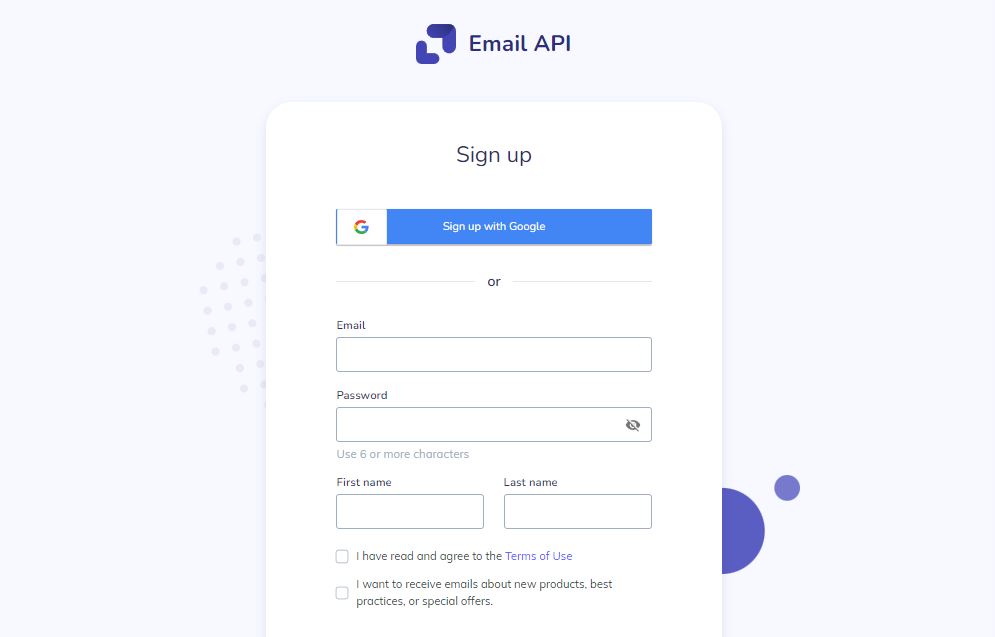 Email API
Sign up
Sign up with Google
or
Email
Password
Use 6 or more characters
First name
Last name
I have read and agree to the Terms of Use
I want to receive emails about new products, best
practices, or special offers.